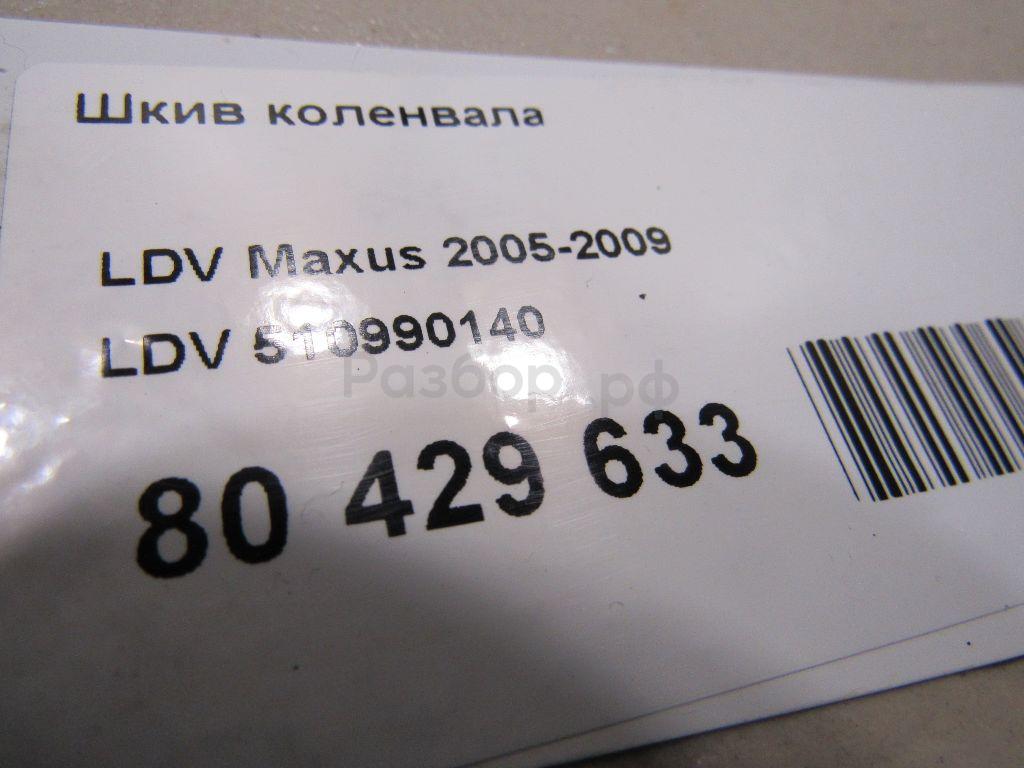 Шкив коленвала
LDV Maxus 2005-2009
LDV 510990140
Разбор.рф
80 429 633